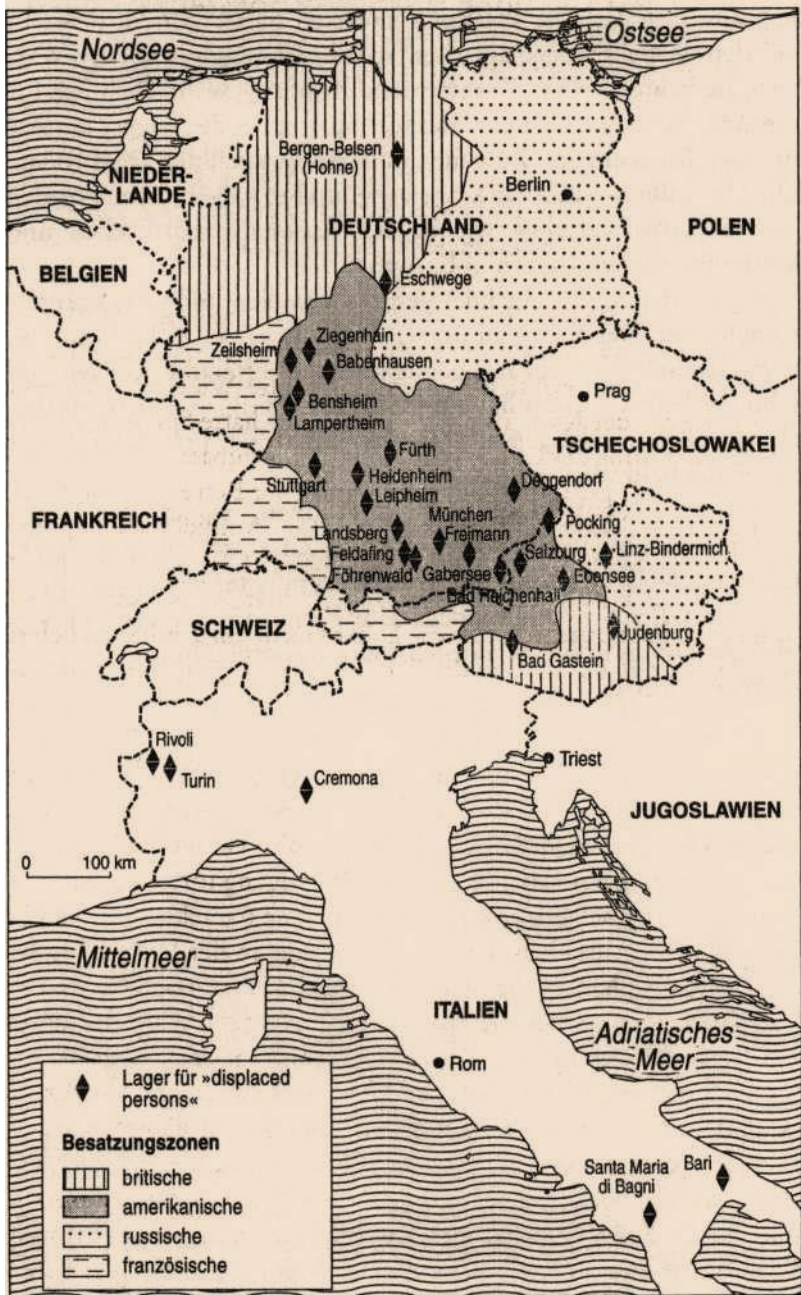 Nordsee
Ostsee
Bergen-Belsen
(Hohne)
NIEDER-
LANDE
Berlin
DEUTSCHLAND
POLEN
BELGIEN
Eschwege
Ziegenhain
Zeilsheim
Babenhausen
Prag
Bensheim
Lampertheim
TSCHECHOSLOWAKEI
Fürth
Stuttgart
Heidenheim
Deggendorf
Leipheim
FRANKREICH
München
Pocking
Landsberg
Freimann
Feldafing
Salzburg
Linz-Bindermich
Föhrenwald
Gabersee
Ebensee
Bad Reichenhall
SCHWEIZ
Judenburg
Bad Gastein
Rivoli
Turin
Cremona
Triest
JUGOSLAWIEN
0 100 km
Mittelmeer
ITALIEN
Adriatisches
Meer
Rom
Lager für »displaced
persons«
Besatzungszonen
britische
amerikanische
russische
französische
Santa Maria
di Bagni
Bari